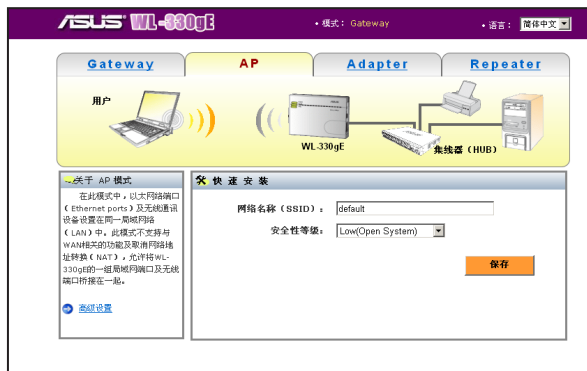 ASUS WL-330gE
• 模式： Gateway
• 语言： 简体中文
Gateway AP Adapter Repeater
用户
WL-330gE
集线器（HUB）
关于 AP 模式
在此模式中，以太网络端口
（Ethernet ports）及无线通讯
设备设置在同一局域网络
（LAN）中。此模式不支持与
WAN相关的功能及取消网络地
址转换（NAT），允许将WL-
330gE的一组局域网端口及无线
端口桥接在一起。
高级设置
快速安装
网络名称（SSID）： default
安全性等级： Low(Open System)
保存